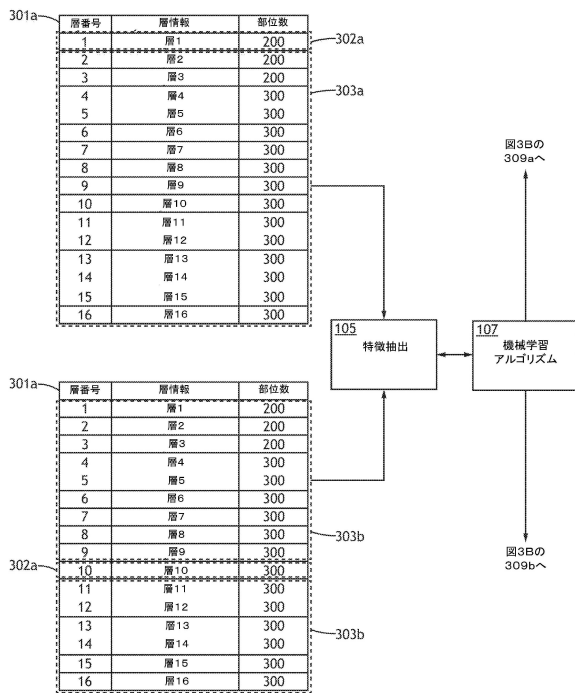 301a
層番号 層情報 部位数
1 層1 200
302a
2 層2 200
3 層3 200
4 層4 300
303a
5 層5 300
6 層6 300
7 層7 300
8 層8 300
9 層9 300
10 層10 300
11 層11 300
12 層12 300
13 層13 300
14 層14 300
15 層15 300
16 層16 300
図3Bの
309aへ
105
特徴抽出
107
機械学習
アルゴリズム
図3Bの
309bへ
301a
層番号 層情報 部位数
1 層1 200
2 層2 200
3 層3 200
4 層4 300
5 層5 300
6 層6 300
7 層7 300
8 層8 300
303b
9 層9 300
302a
10 層10 300
11 層11 300
12 層12 300
13 層13 300
303b
14 層14 300
15 層15 300
16 層16 300